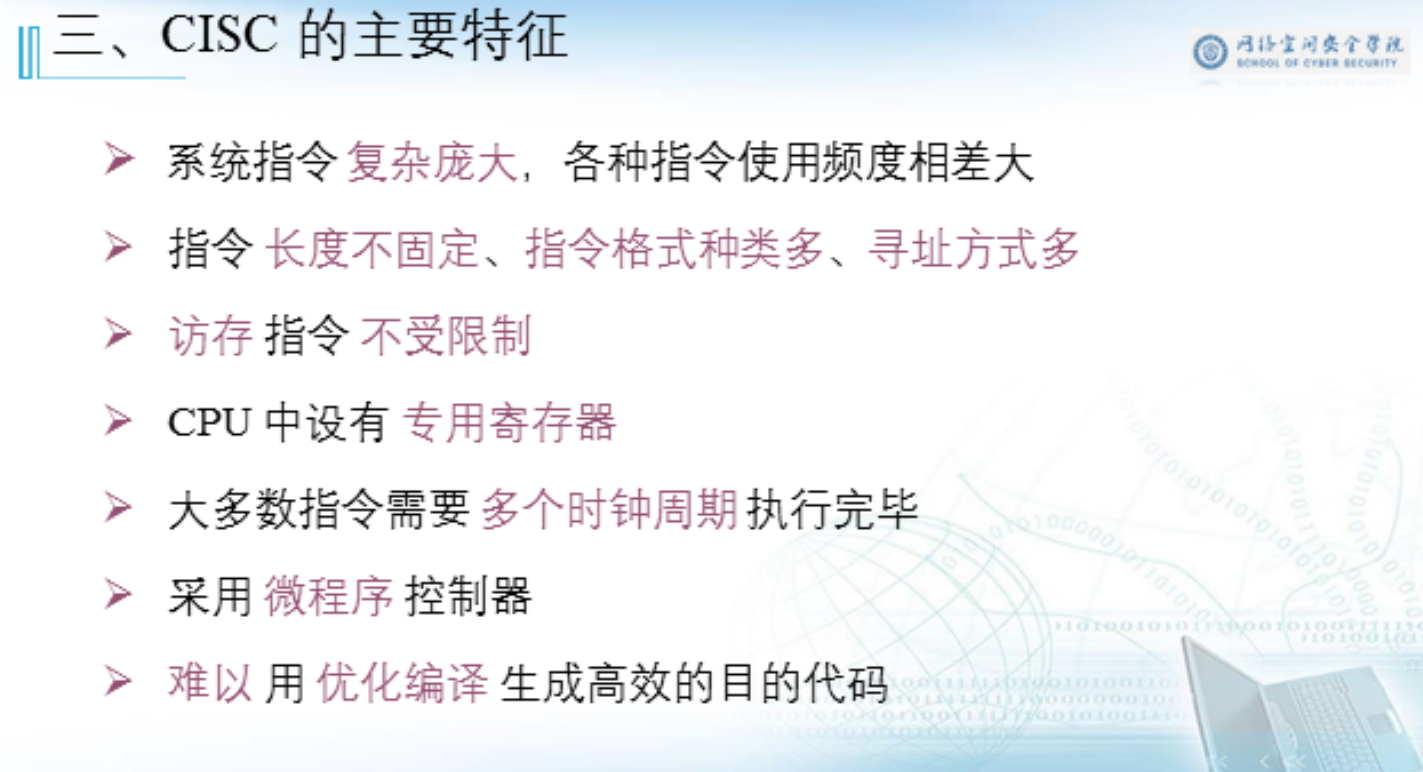 三、CISC 的主要特征
网络空间安全学院
SCHOOL OF CYBER SECURITY
系统指令 复杂庞大，各种指令使用频度相差大
指令 长度不固定、指令格式种类多、寻址方式多
访存 指令 不受限制
CPU 中设有 专用寄存器
大多数指令需要 多个时钟周期 执行完毕
采用 微程序 控制器
难以 用 优化编译 生成高效的目的代码